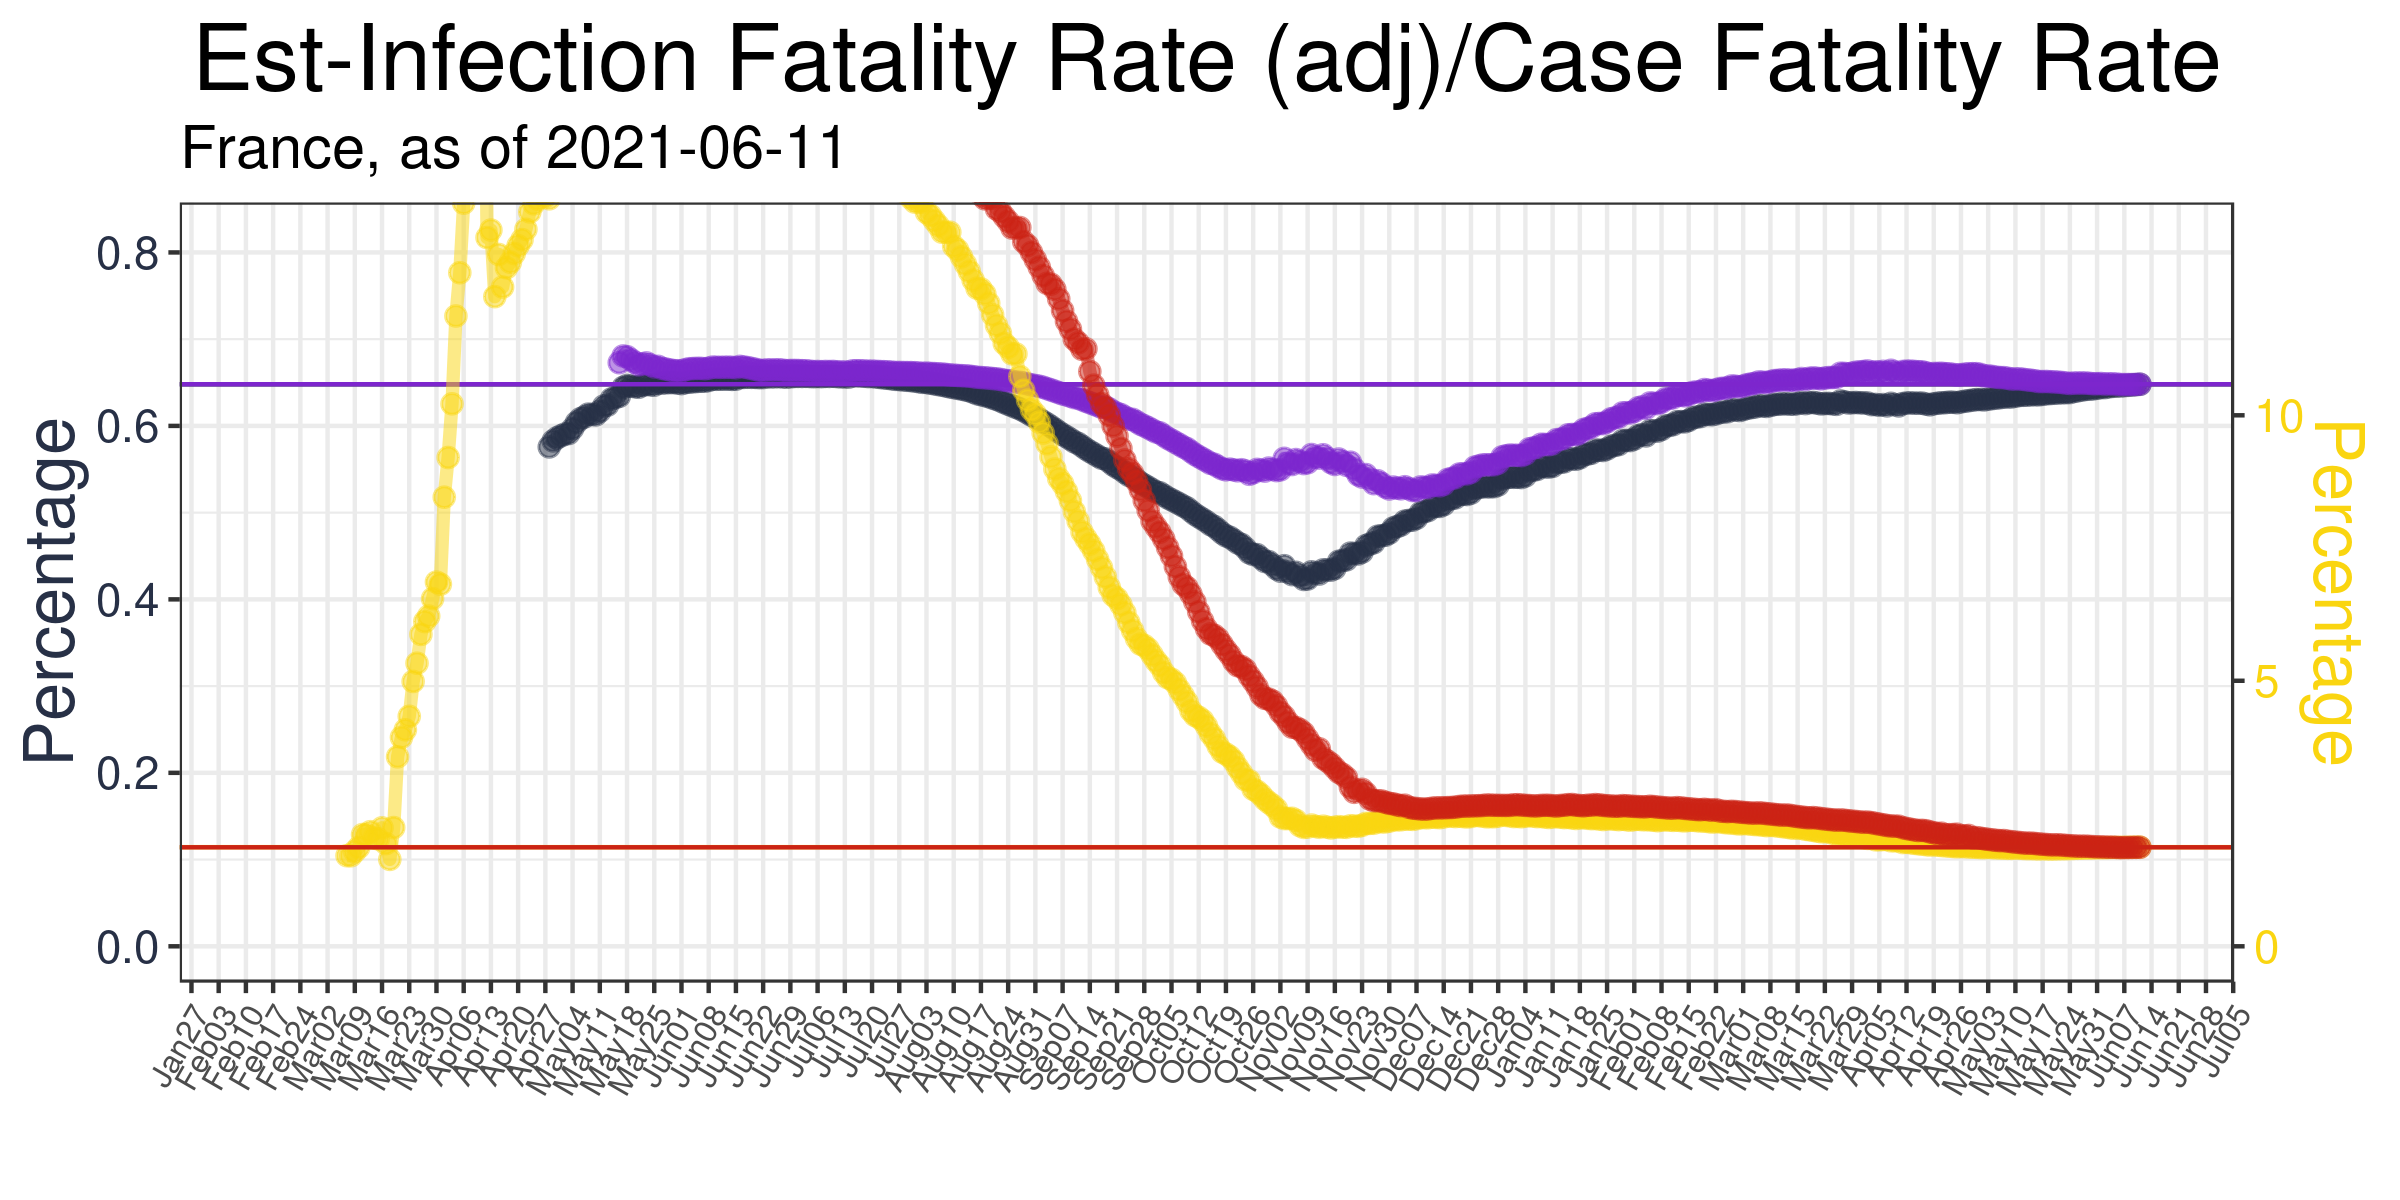 Est-Infection Fatality Rate (adj)/Case Fatality Rate
France, as of 2021-06-11
Percentage
0.8
0.6
0.4
0.2
0.0
10
5
0
Percentage
Jan27
Feb03
Feb10
Feb17
Feb24
Mar02
Mar09
Mar16
Mar23
Mar30
Apr06
Apr13
Apr20
Apr27
May04
May11
May18
May25
Jun01
Jun08
Jun15
Jun22
Jun29
Jul06
Jul13
Jul20
Jul27
Aug03
Aug10
Aug17
Aug24
Aug31
Sep07
Sep14
Sep21
Sep28
Oct05
Oct12
Oct19
Oct26
Nov02
Nov09
Nov16
Nov23
Nov30
Dec07
Dec14
Dec21
Dec28
Jan04
Jan11
Jan18
Jan25
Feb01
Feb08
Feb15
Feb22
Mar01
Mar08
Mar15
Mar22
Mar29
Apr05
Apr12
Apr19
Apr26
May03
May10
May17
May24
May31
Jun07
Jun14
Jun21
Jun28
Jul05